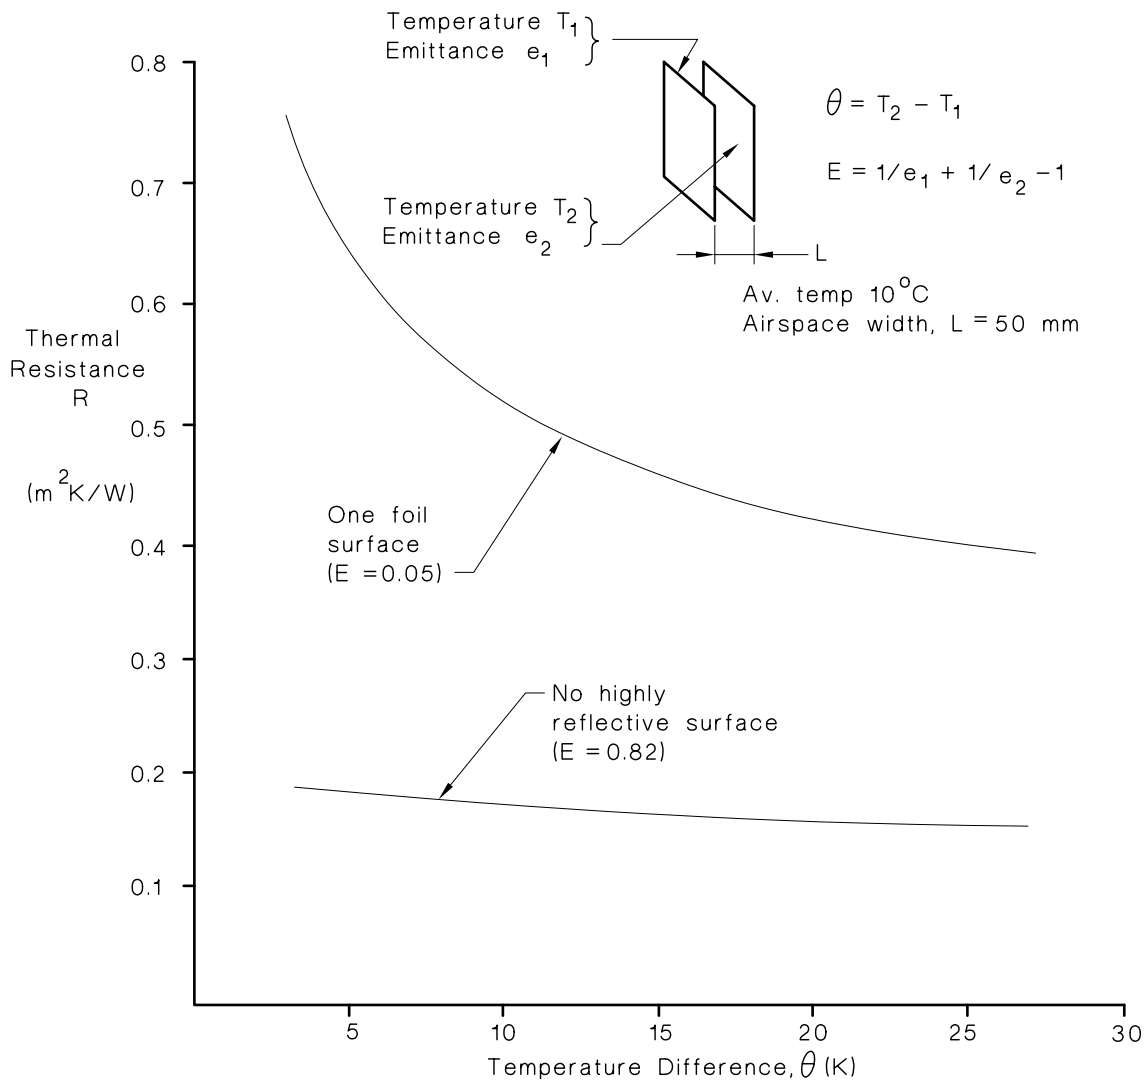 Temperature T1
Emittance e1
θ = T2 − T1
E = 1/e1 + 1/e2 −1
Temperature T2
Emittance e2
L
Av. temp 10°C
Airspace width, L = 50 mm
Thermal
Resistance
R
(m²K/W)
0.8
0.7
0.6
0.5
0.4
0.3
0.2
0.1
One foil
surface
(E =0.05)
No highly
reflective surface
(E =0.82)
5 10 15 20 25 30
Temperature Difference, θ (K)